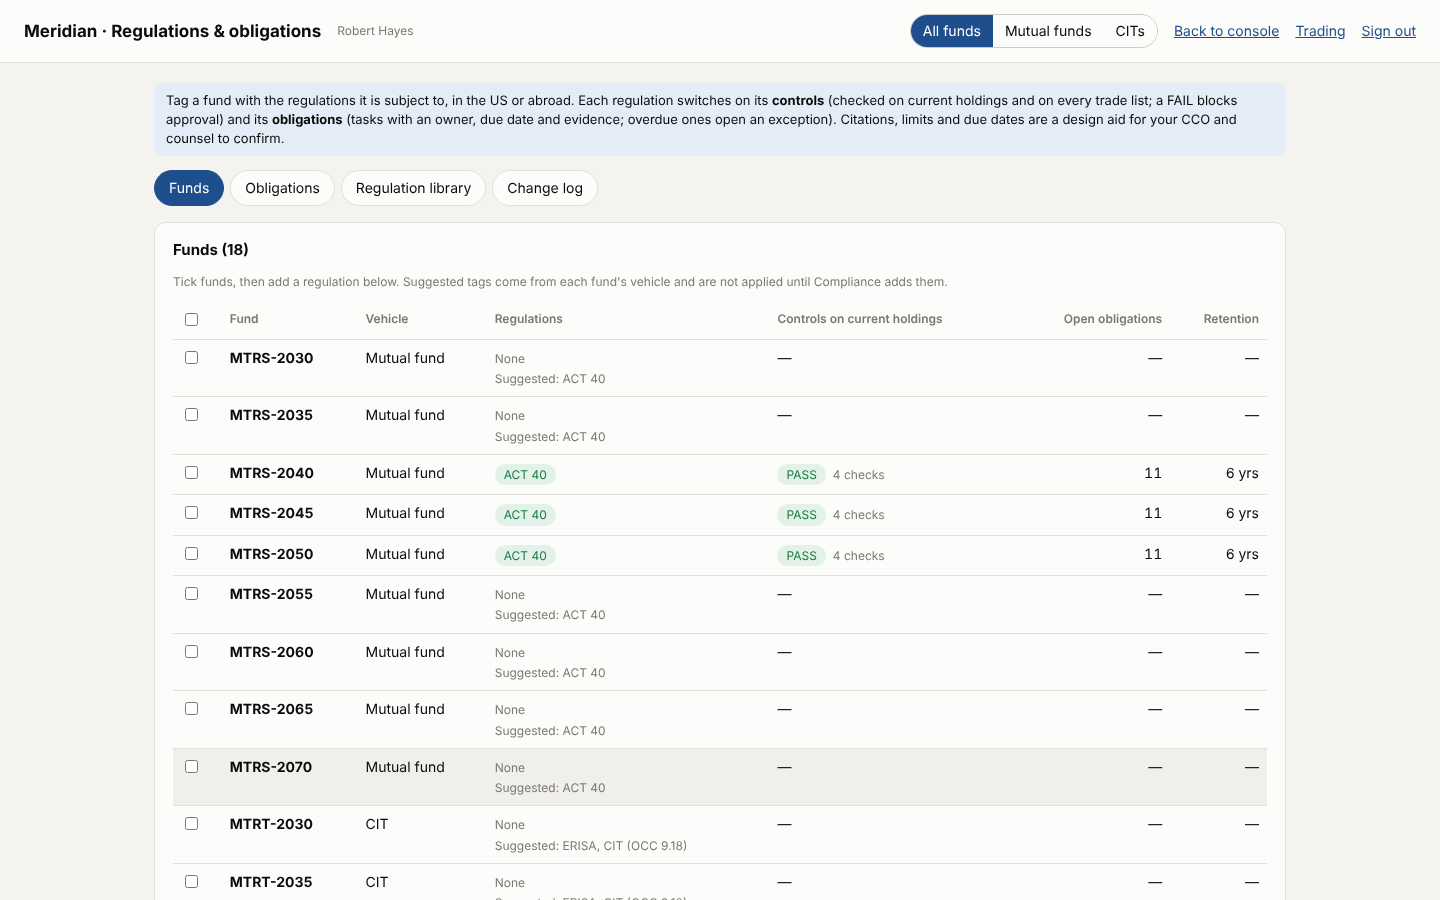 Meridian · Regulations & obligations Robert Hayes All funds Mutual funds CITs Back to console Trading Sign out
Tag a fund with the regulations it is subject to, in the US or abroad. Each regulation switches on its controls (checked on current holdings and on every trade list; a FAIL blocks
approval) and its obligations (tasks with an owner, due date and evidence; overdue ones open an exception). Citations, limits and due dates are a design aid for your CCO and
counsel to confirm.
Funds Obligations Regulation library Change log
Funds (18)
Tick funds, then add a regulation below. Suggested tags come from each fund's vehicle and are not applied until Compliance adds them.
Fund Vehicle Regulations Controls on current holdings Open obligations Retention
MTRS-2030 Mutual fund None — — —
Suggested: ACT 40
MTRS-2035 Mutual fund None — — —
Suggested: ACT 40
MTRS-2040 Mutual fund ACT 40 PASS 4 checks 11 6 yrs
MTRS-2045 Mutual fund ACT 40 PASS 4 checks 11 6 yrs
MTRS-2050 Mutual fund ACT 40 PASS 4 checks 11 6 yrs
MTRS-2055 Mutual fund None — — —
Suggested: ACT 40
MTRS-2060 Mutual fund None — — —
Suggested: ACT 40
MTRS-2065 Mutual fund None — — —
Suggested: ACT 40
MTRS-2070 Mutual fund None — — —
Suggested: ACT 40
MTRT-2030 CIT None — — —
Suggested: ERISA, CIT (OCC 9.18)
MTRT-2035 CIT None — — —